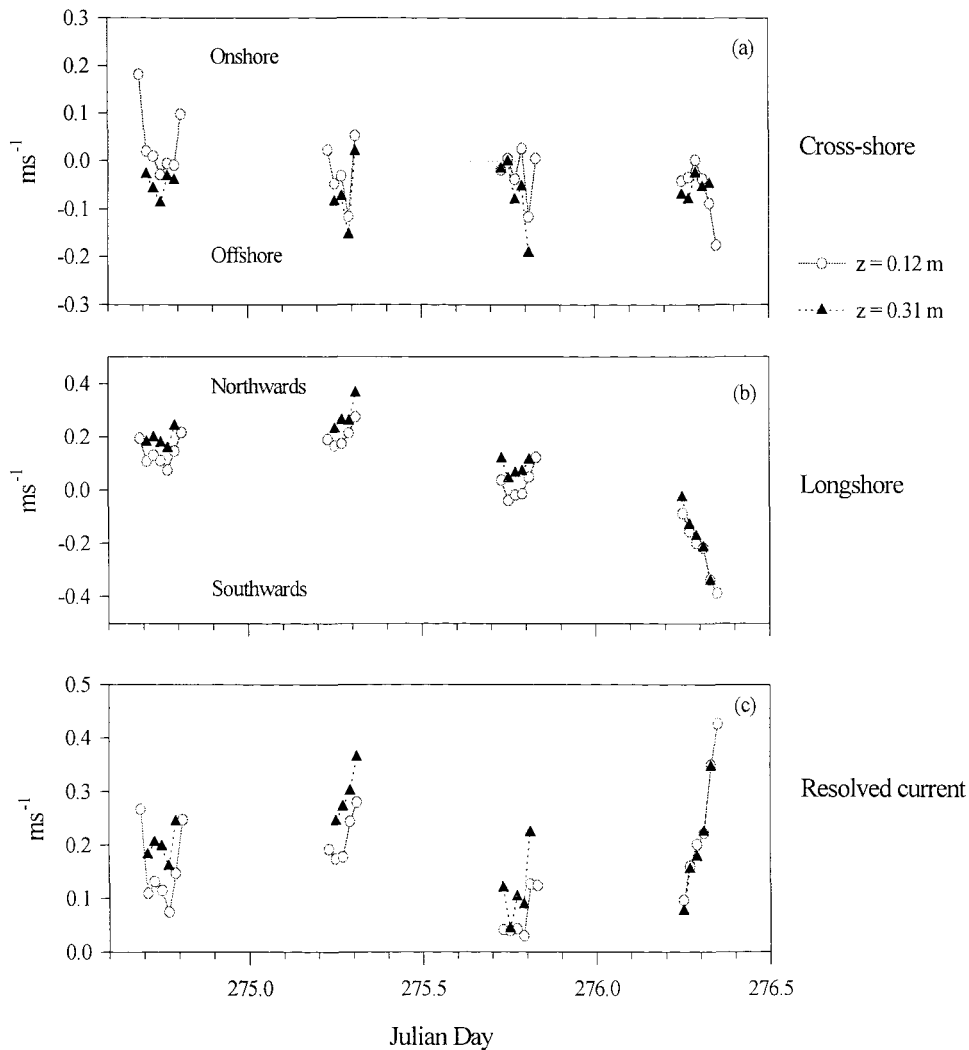 0.3
(a)
Onshore
0.2
0.1
0.0
-0.1
-0.2
-0.3
Offshore
ms⁻¹
Cross-shore
z = 0.12 m
z = 0.31 m
(b)
Northwards
0.4
0.2
0.0
-0.2
-0.4
Southwards
ms⁻¹
Longshore
0.5
(c)
0.4
0.3
0.2
0.1
0.0
ms⁻¹
Resolved current
275.0
275.5
276.0
276.5
Julian Day